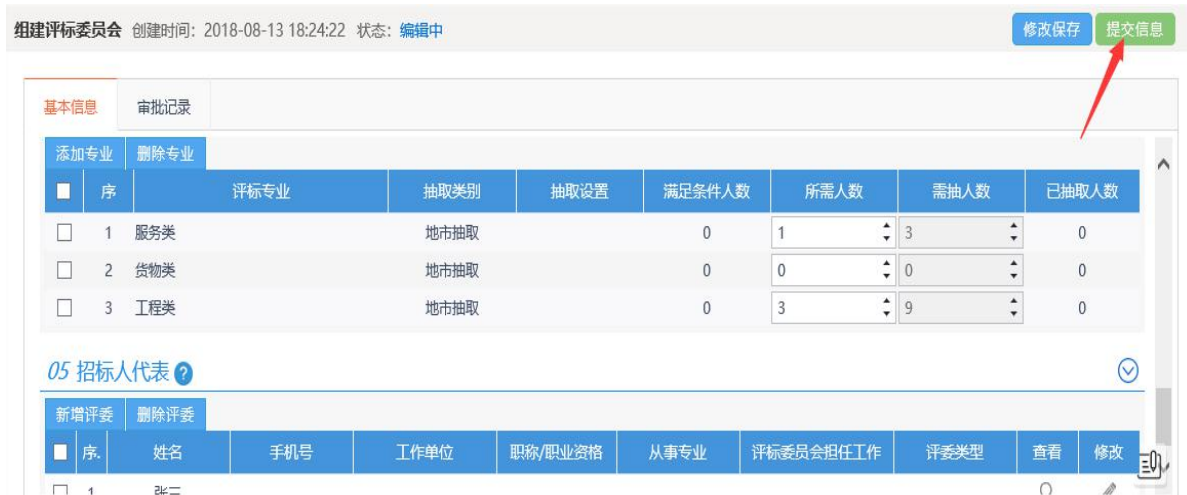 组建评标委员会 创建时间：2018-08-13 18:24:22 状态：编辑中 修改保存 提交信息
基本信息 审批记录
添加专业 删除专业
序 评标专业 抽取类别 抽取设置 满足条件人数 所需人数 需抽人数 已抽取人数
1 服务类 地市抽取 0 1 3 0
2 货物类 地市抽取 0 0 0 0
3 工程类 地市抽取 0 3 9 0
05 招标人代表 ?
新增评委 删除评委
序. 姓名 手机号 工作单位 职称/职业资格 从事专业 评标委员会担任工作 评委类型 查看 修改
1 张三